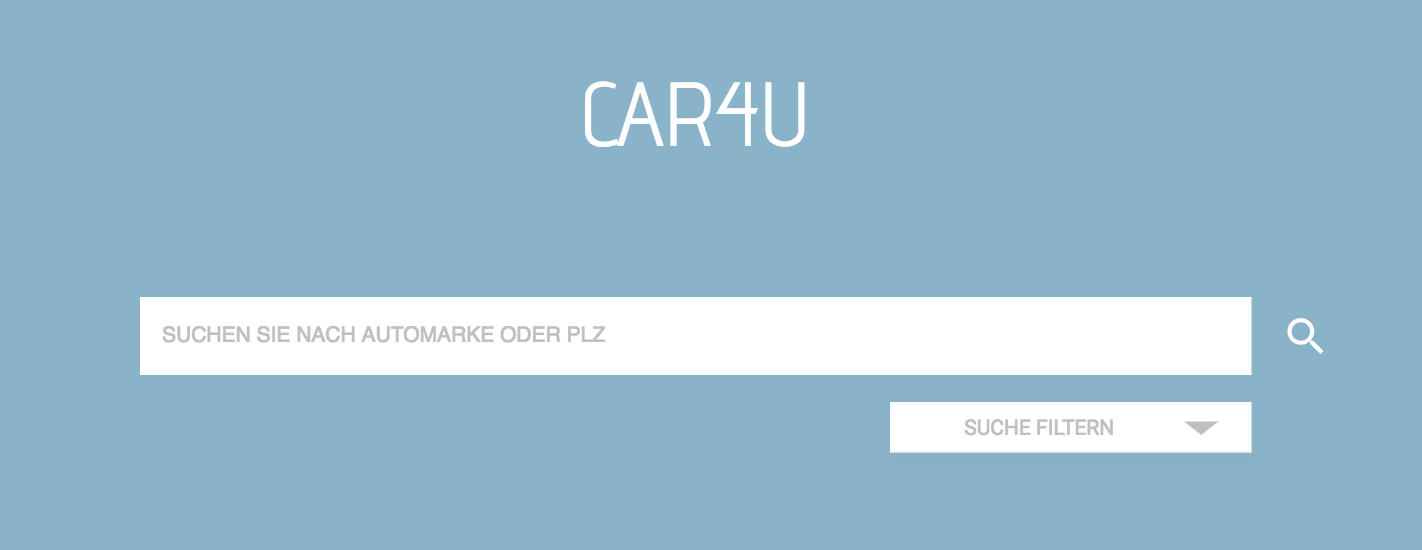 CAR4U
SUCHEN SIE NACH AUTOMARKE ODER PLZ
SUCHE FILTERN